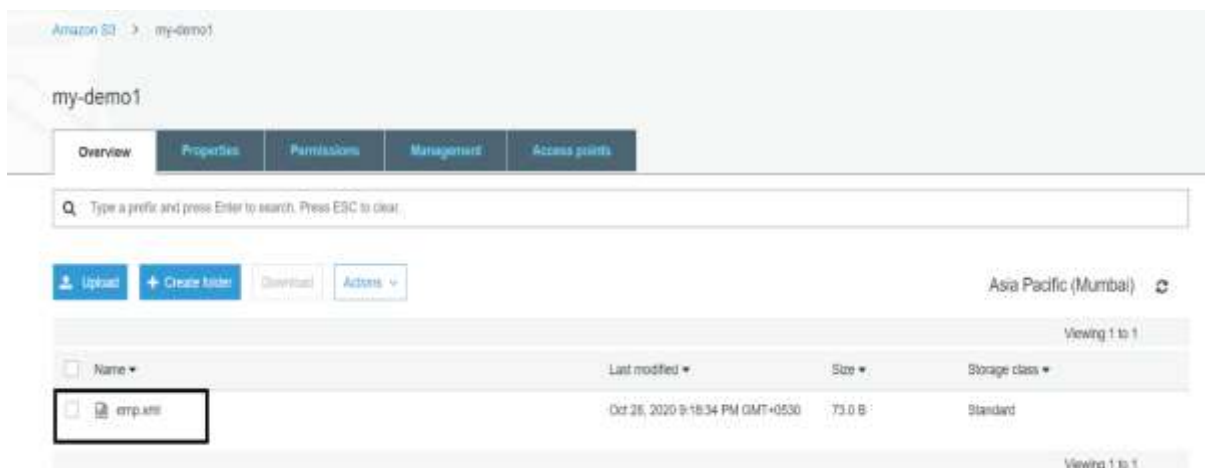 Amazon S3 > my-demo1
my-demo1
Overview Properties Permissions Management Access points
Type a prefix and press Enter to search. Press ESC to clear.
Upload + Create folder Download Actions Asia Pacific (Mumbai)
Viewing 1 to 1
Name Last modified Size Storage class
emp.xml Oct 28, 2020 9:18:34 PM GMT+0530 73.0 B Standard
Viewing 1 to 1